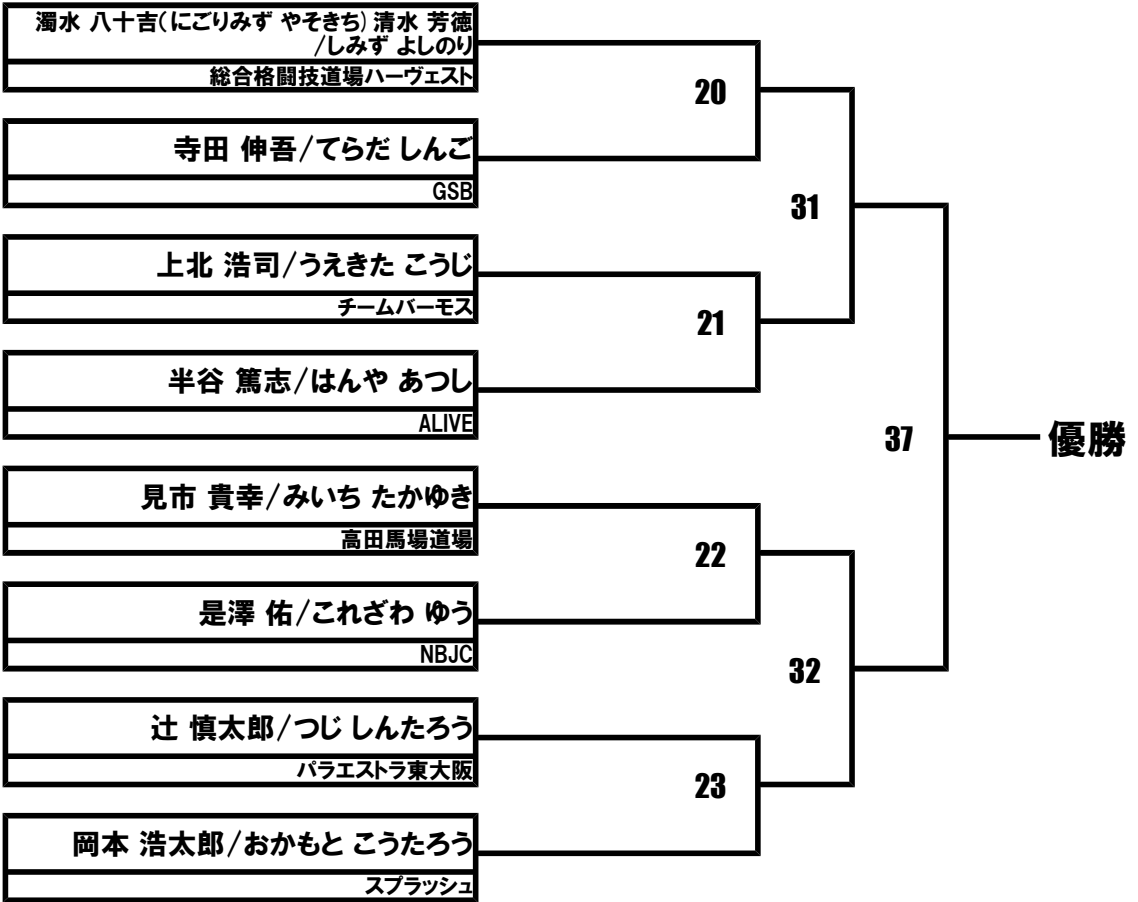 濁水 八十吉(にごりみず やそきち) 清水 芳徳
/しみず よしのり
総合格闘技道場ハーヴェスト
20
寺田 伸吾/てらだ しんご
GSB
31
上北 浩司/うえきた こうじ
チームバーモス
21
半谷 篤志/はんや あつし
ALIVE
37
優勝
見市 貴幸/みいち たかゆき
高田馬場道場
22
是澤 佑/これざわ ゆう
NBJC
32
辻 慎太郎/つじ しんたろう
パラエストラ東大阪
23
岡本 浩太郎/おかもと こうたろう
スプラッシュ